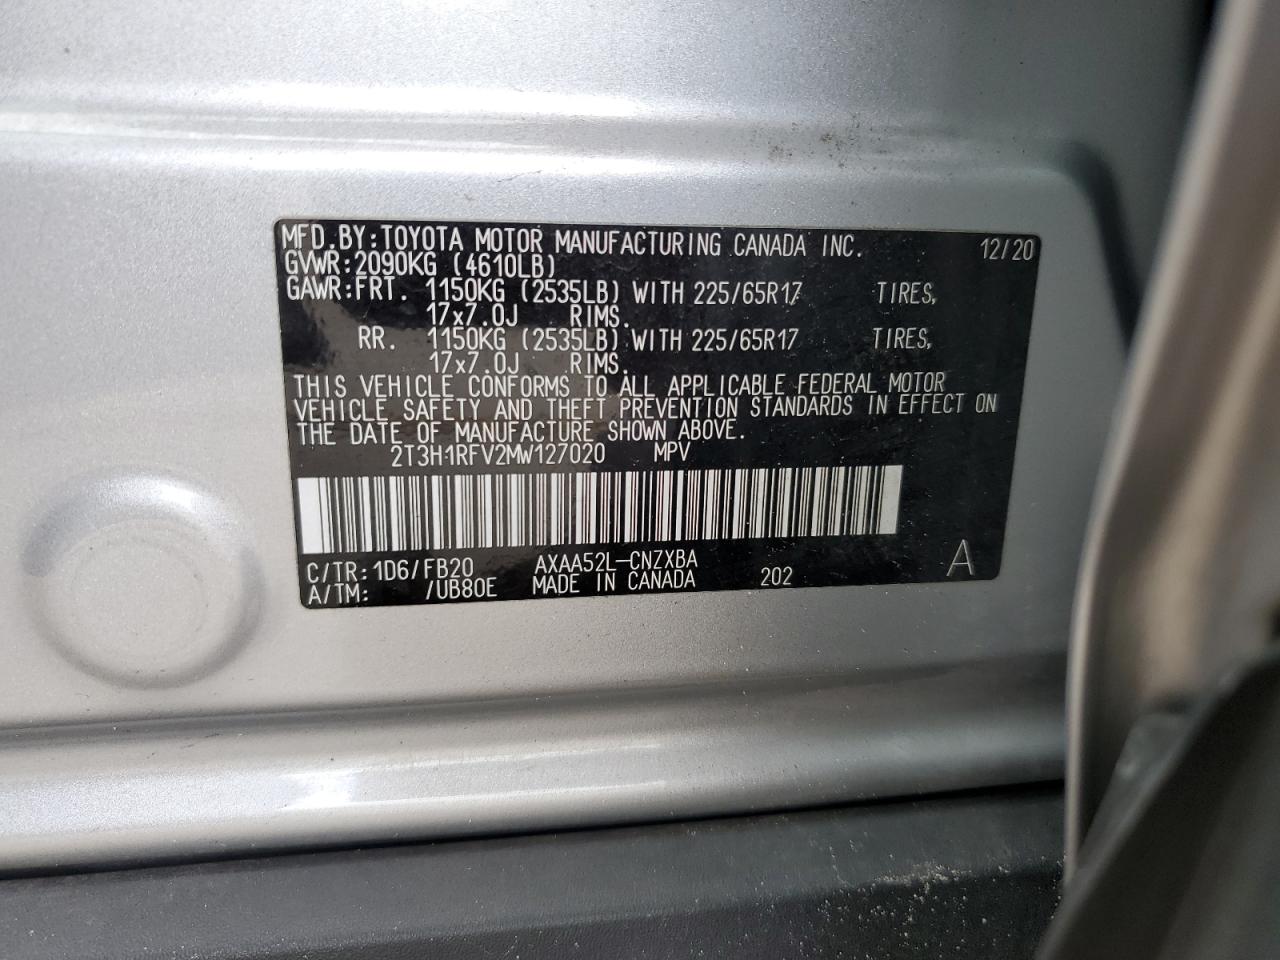 MFD.BY:TOYOTA MOTOR MANUFACTURING CANADA INC. 12/20
GVWR:2090KG (4610LB)
GAWR:FRT. 1150KG (2535LB) WITH 225/65R17 TIRES,
17x7.0J RIMS.
RR. 1150KG (2535LB) WITH 225/65R17 TIRES,
17x7.0J RIMS.
THIS VEHICLE CONFORMS TO ALL APPLICABLE FEDERAL MOTOR
VEHICLE SAFETY AND THEFT PREVENTION STANDARDS IN EFFECT ON
THE DATE OF MANUFACTURE SHOWN ABOVE.
2T3H1RFV2MW127020 MPV
C/TR:1D6/FB20 AXAA52L-CNZXBA A
A/TM: /UB80E MADE IN CANADA 202